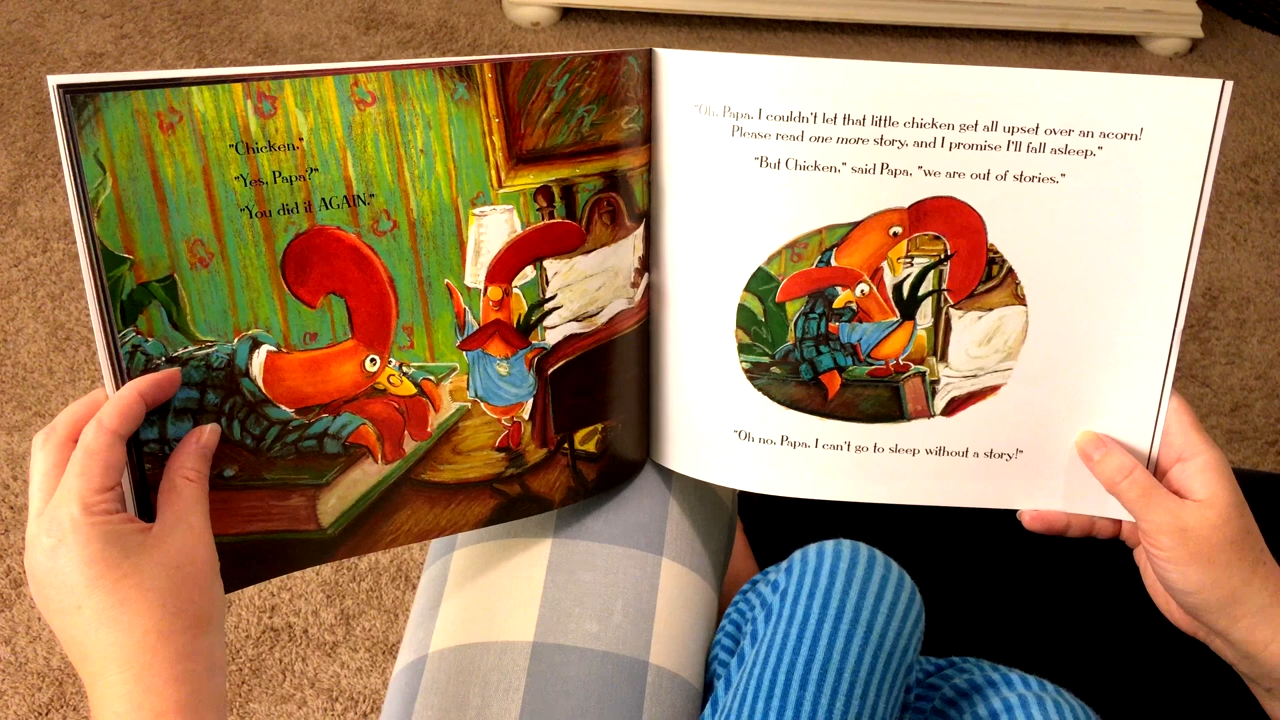 "Chicken."
"Yes, Papa?"
"You did it AGAIN."
"Oh, Papa. I couldn't let that little chicken get all upset over an acorn!
Please read one more story, and I promise I'll fall asleep."
"But Chicken," said Papa, "we are out of stories."
"Oh no, Papa. I can't go to sleep without a story!"